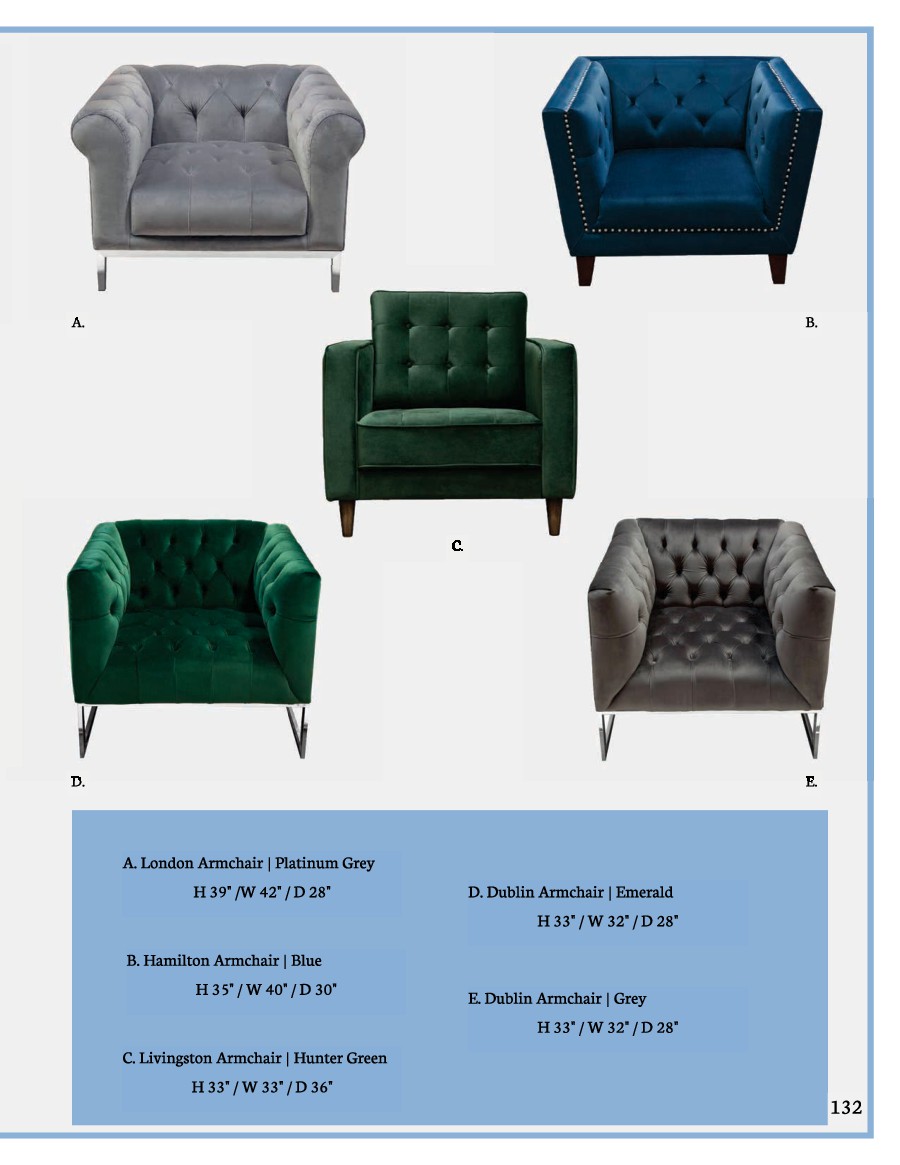 A.
B.
C.
D.
E.
A. London Armchair | Platinum Grey
H 39" /W 42" / D 28"
B. Hamilton Armchair | Blue
H 35" / W 40" / D 30"
C. Livingston Armchair | Hunter Green
H 33" / W 33" / D 36"
D. Dublin Armchair | Emerald
H 33" / W 32" / D 28"
E. Dublin Armchair | Grey
H 33" / W 32" / D 28"
132